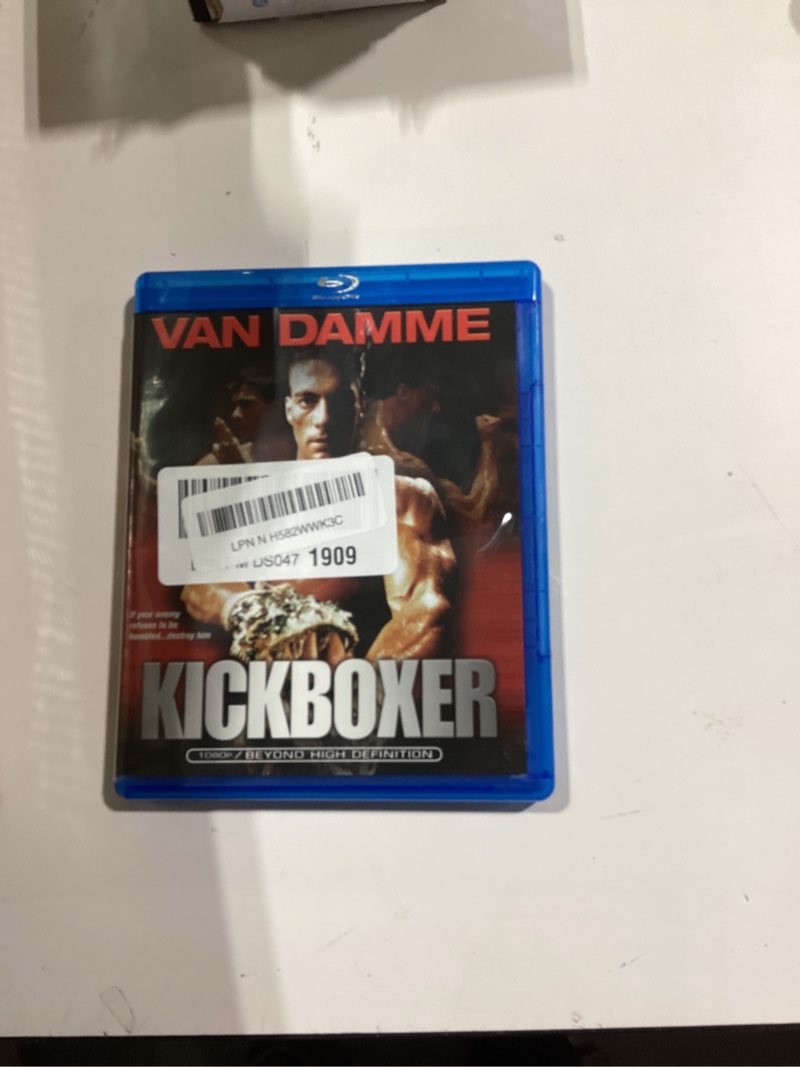 VAN DAMME
LPN N H582WWK3C
DS047 1909
If your enemy
refuses to be
humbled...destroy him
KICKBOXER
1080P / BEYOND HIGH DEFINITION